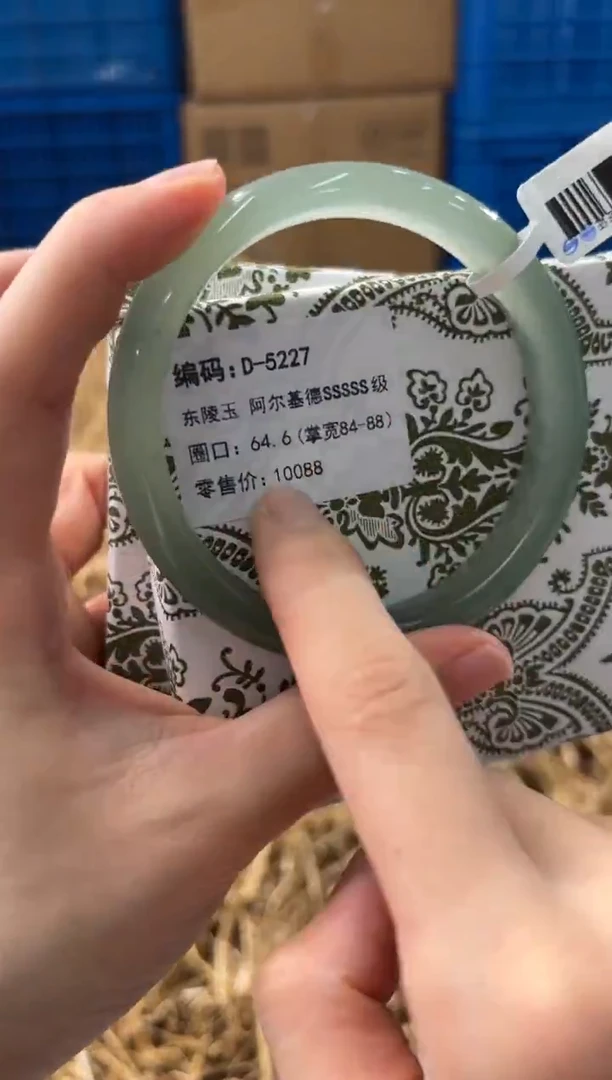 编码：D-5227
东陵玉 阿尔基德SSSSS级
圈口：64.6(掌宽84-88)
零售价：10088